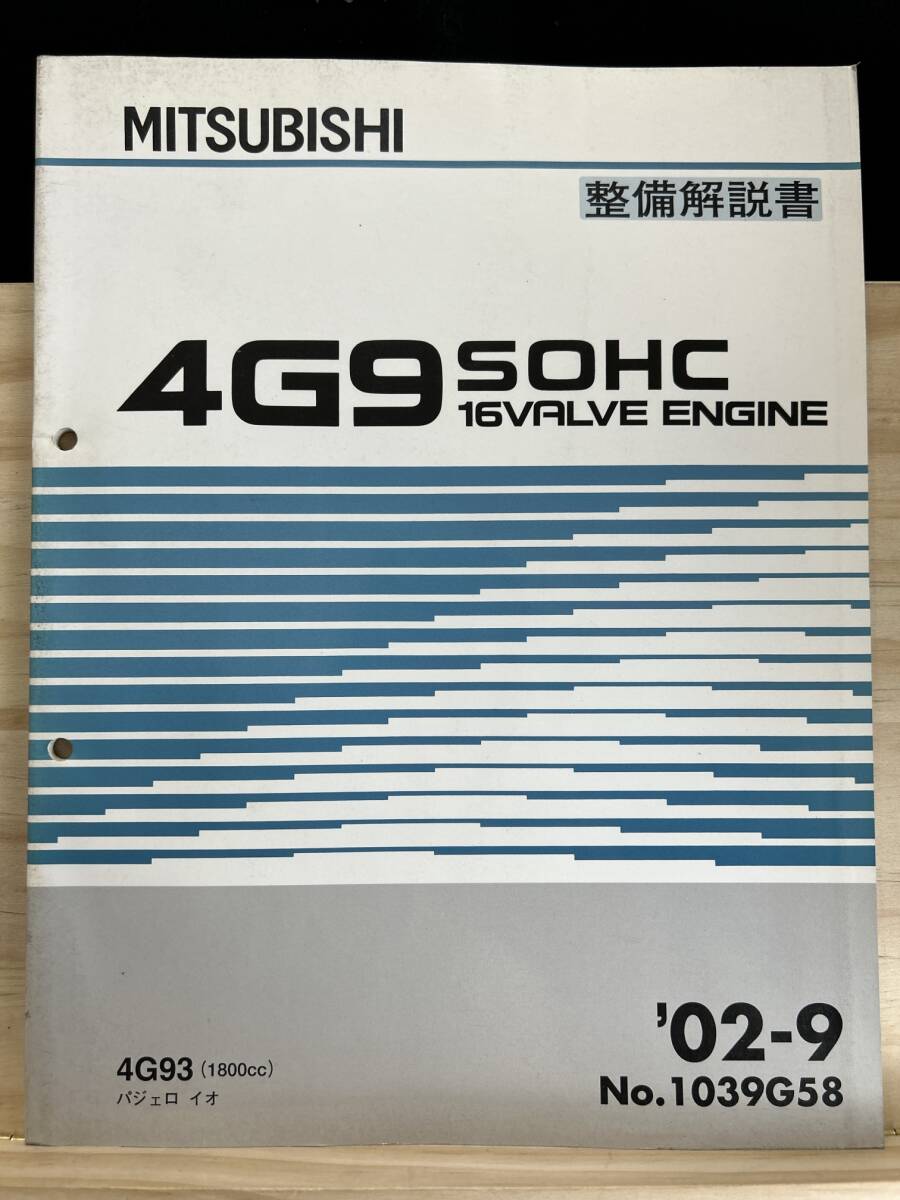 MITSUBISHI
整備解説書
4G9 SOHC
16VALVE ENGINE
'02-9
4G93 (1800cc)
No.1039G58
パジェロ イオ